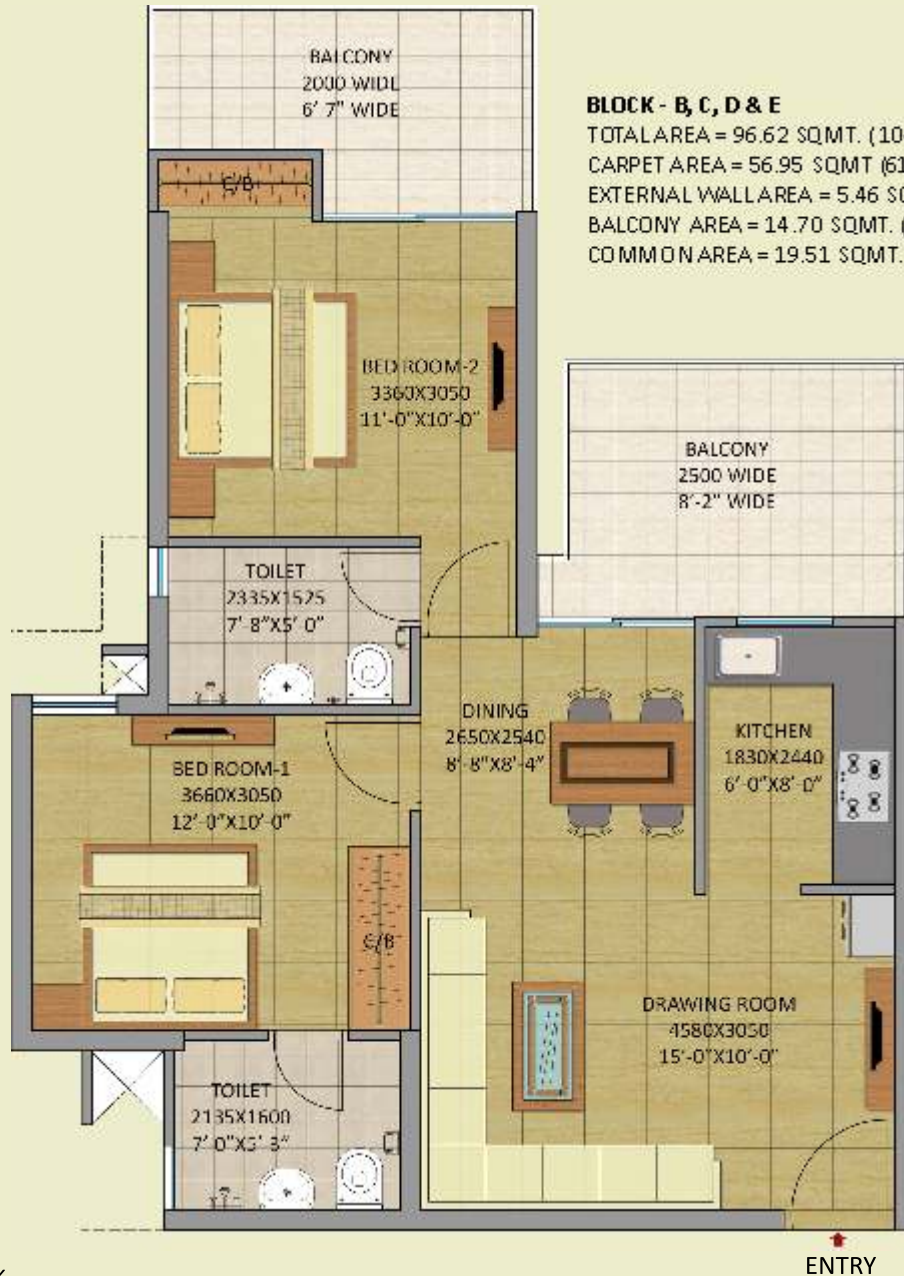 BALCONY
2000 WIDE
6' 7" WIDE
BLOCK - B, C, D & E
TOTAL AREA = 96.62 SQMT. (10
CARPET AREA = 56.95 SQMT (61
EXTERNAL WALL AREA = 5.46 SQ
BALCONY AREA = 14.70 SQMT. (
COMMON AREA = 19.51 SQMT.
C/B
BED ROOM-2
3360X3050
11'-0"X10'-0"
BALCONY
2500 WIDE
8'-2" WIDE
TOILET
2335X1525
7'-8"X5'-0"
DINING
2650X2540
8'-8"X8'-4"
KITCHEN
1830X2440
6'-0"X8'-0"
BED ROOM-1
3660X3050
12'-0"X10'-0"
C/B
DRAWING ROOM
4580X3050
15'-0"X10'-0"
TOILET
2135X1600
7'-0"X5'-3"
ENTRY